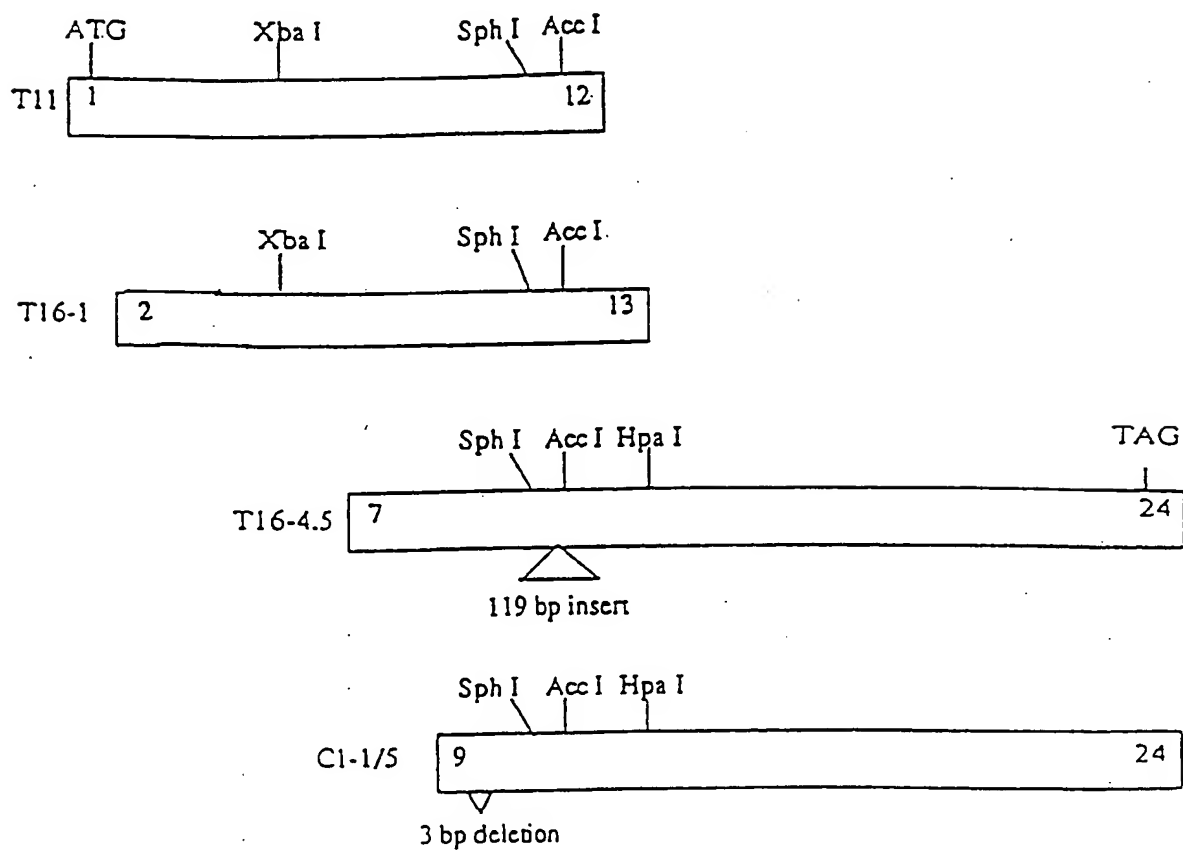 ATG Xba I Sph I Acc I
T11 1 12
Xba I Sph I Acc I
T16-1 2 13
Sph I Acc I Hpa I TAG
T16-4.5 7 24
119 bp insert
Sph I Acc I Hpa I
C1-1/5 9 24
3 bp deletion